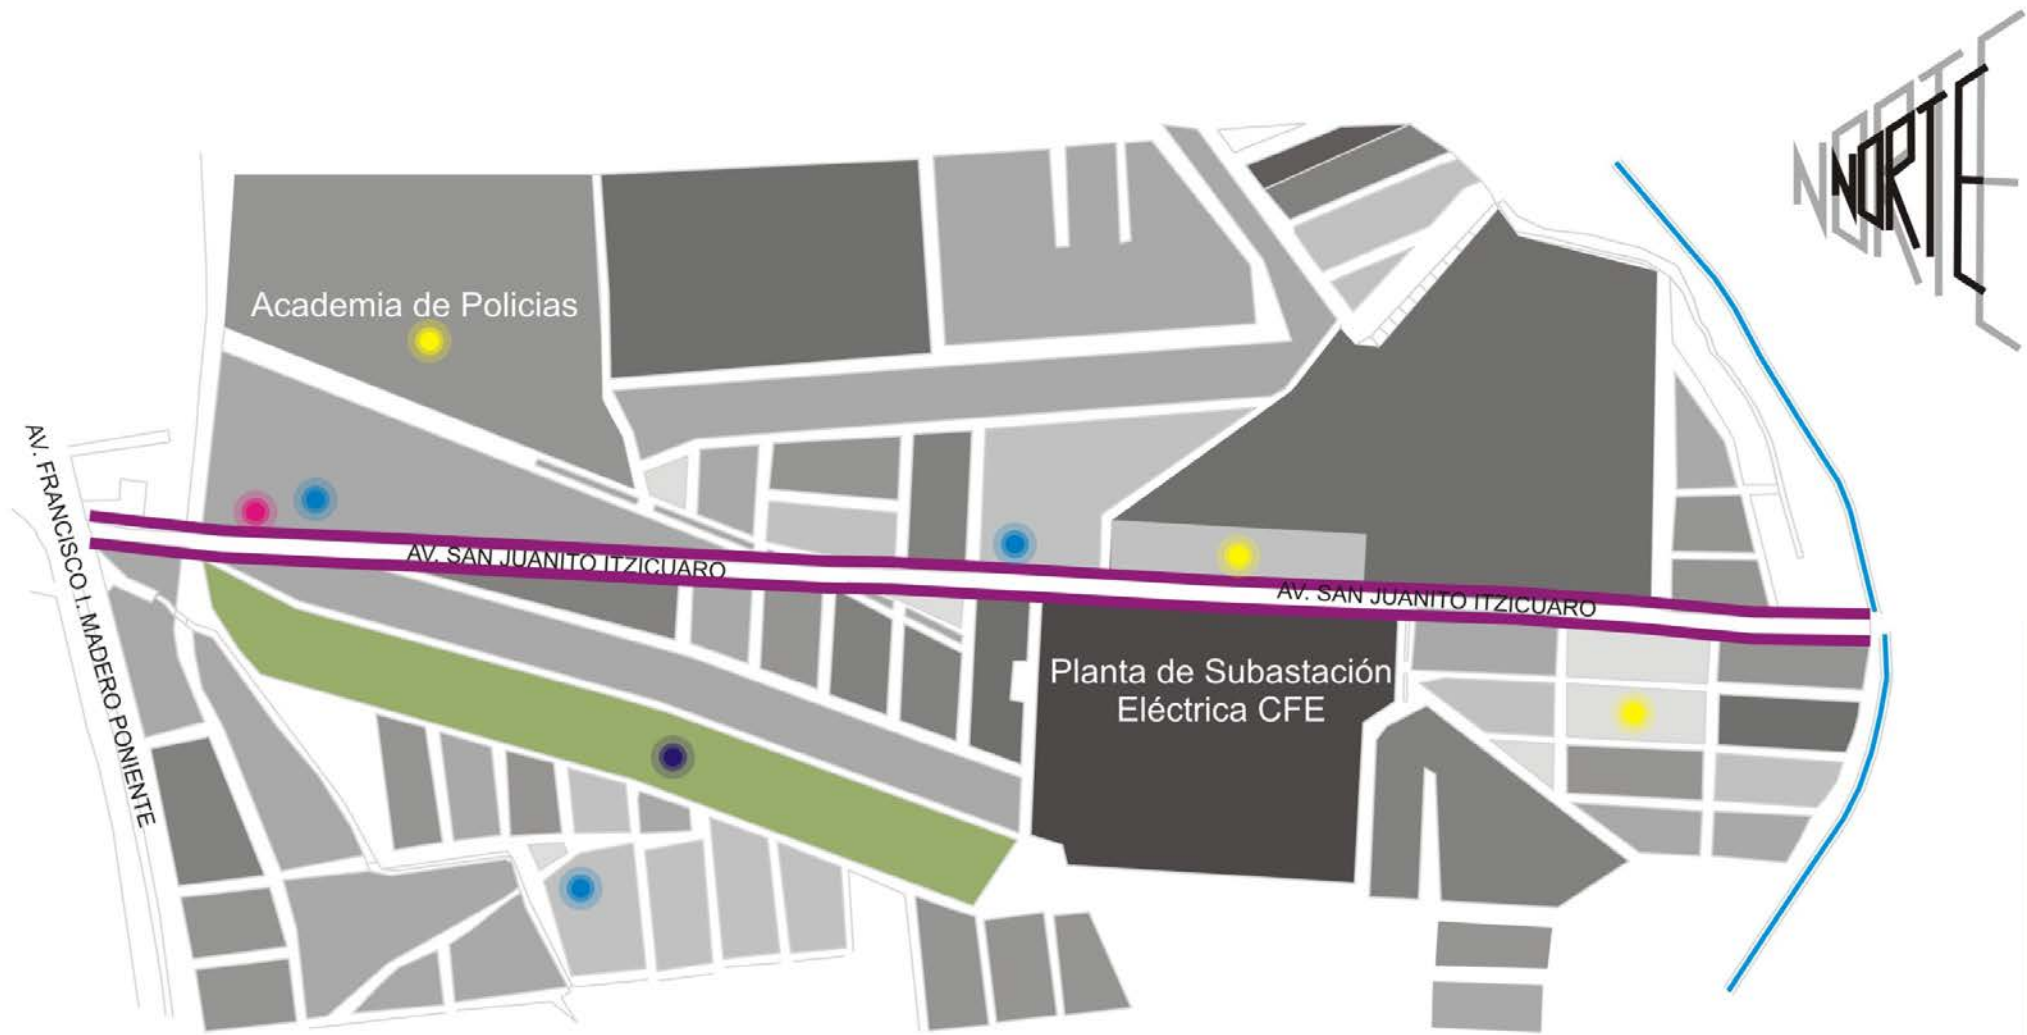 NORTE
Academia de Policias
AV. FRANCISCO I. MADERO PONIENTE
AV. SAN JUANITO ITZICUARO
AV. SAN JUANITO ITZICUARO
Planta de Subastación
Eléctrica CFE